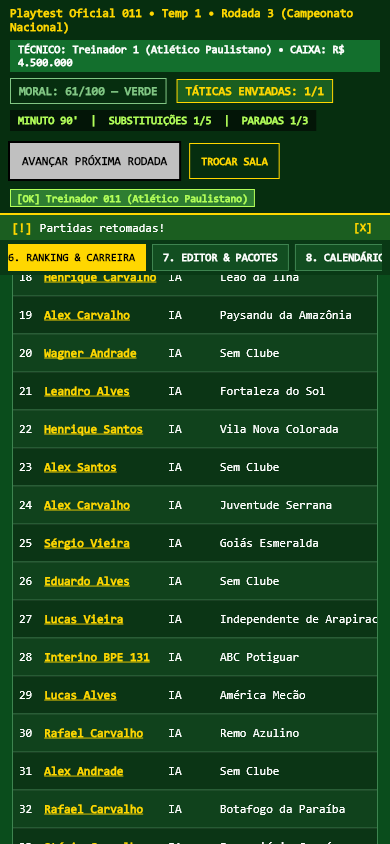 Playtest Oficial 011 • Temp 1 • Rodada 3 (Campeonato
Nacional)
TÉCNICO: Treinador 1 (Atlético Paulistano) • CAIXA: R$
4.500.000
MORAL: 61/100 — VERDE
TÁTICAS ENVIADAS: 1/1
MINUTO 90' | SUBSTITUIÇÕES 1/5 | PARADAS 1/3
AVANÇAR PRÓXIMA RODADA
TROCAR SALA
[OK] Treinador 011 (Atlético Paulistano)
[!] Partidas retomadas! [X]
6. RANKING & CARREIRA
7. EDITOR & PACOTES
8. CALENDÁRIO
18 Henrique Carvalho IA Leão da Ilha
19 Alex Carvalho IA Paysandu da Amazônia
20 Wagner Andrade IA Sem Clube
21 Leandro Alves IA Fortaleza do Sol
22 Henrique Santos IA Vila Nova Colorada
23 Alex Santos IA Sem Clube
24 Alex Carvalho IA Juventude Serrana
25 Sérgio Vieira IA Goiás Esmeralda
26 Eduardo Alves IA Sem Clube
27 Lucas Vieira IA Independente de Arapirac
28 Interino BPE 131 IA ABC Potiguar
29 Lucas Alves IA América Mecão
30 Rafael Carvalho IA Remo Azulino
31 Alex Andrade IA Sem Clube
32 Rafael Carvalho IA Botafogo da Paraíba